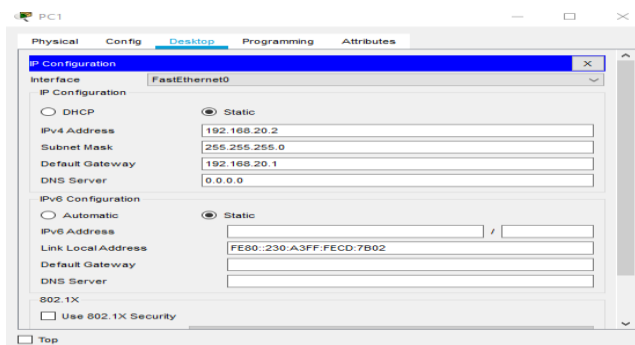 PC1
Physical Config Desktop Programming Attributes
IP Configuration X
Interface FastEthernet0
IP Configuration
DHCP Static
IPv4 Address 192.168.20.2
Subnet Mask 255.255.255.0
Default Gateway 192.168.20.1
DNS Server 0.0.0.0
IPv6 Configuration
Automatic Static
IPv6 Address /
Link Local Address FE80::230:A3FF:FECD:7B02
Default Gateway
DNS Server
802.1X
Use 802.1X Security
Top